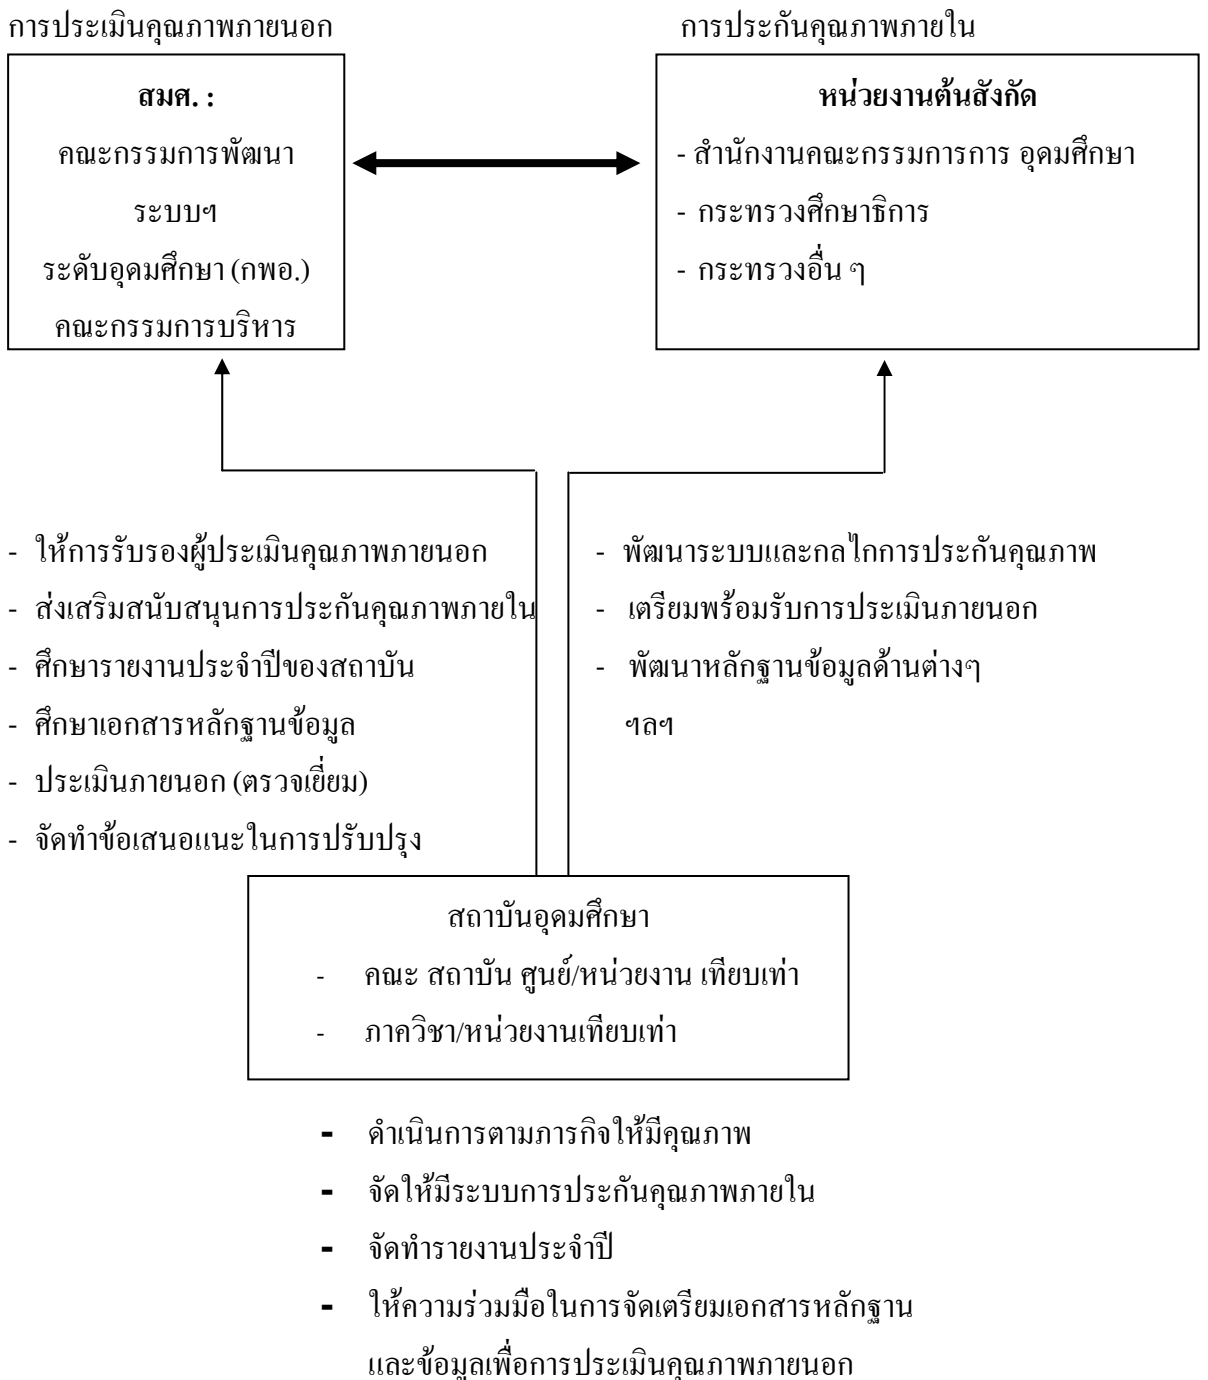 การประเมินคุณภาพภายนอก
การประกันคุณภาพภายใน
สมศ. :
คณะกรรมการพัฒนา
ระบบฯ
ระดับอุดมศึกษา (กพอ.)
คณะกรรมการบริหาร
หน่วยงานต้นสังกัด
- สำนักงานคณะกรรมการการ อุดมศึกษา
- กระทรวงศึกษาธิการ
- กระทรวงอื่น ๆ
- ให้การรับรองผู้ประเมินคุณภาพภายนอก
- ส่งเสริมสนับสนุนการประกันคุณภาพภายใน
- ศึกษารายงานประจำปีของสถาบัน
- ศึกษาเอกสารหลักฐานข้อมูล
- ประเมินภายนอก (ตรวจเยี่ยม)
- จัดทำข้อเสนอแนะในการปรับปรุง
- พัฒนาระบบและกลไกการประกันคุณภาพ
- เตรียมพร้อมรับการประเมินภายนอก
- พัฒนาหลักฐานข้อมูลด้านต่างๆ
ฯลฯ
สถาบันอุดมศึกษา
- คณะ สถาบัน ศูนย์/หน่วยงาน เทียบเท่า
- ภาควิชา/หน่วยงานเทียบเท่า
- ดำเนินการตามภารกิจให้มีคุณภาพ
- จัดให้มีระบบการประกันคุณภาพภายใน
- จัดทำรายงานประจำปี
- ให้ความร่วมมือในการจัดเตรียมเอกสารหลักฐาน
และข้อมูลเพื่อการประเมินคุณภาพภายนอก